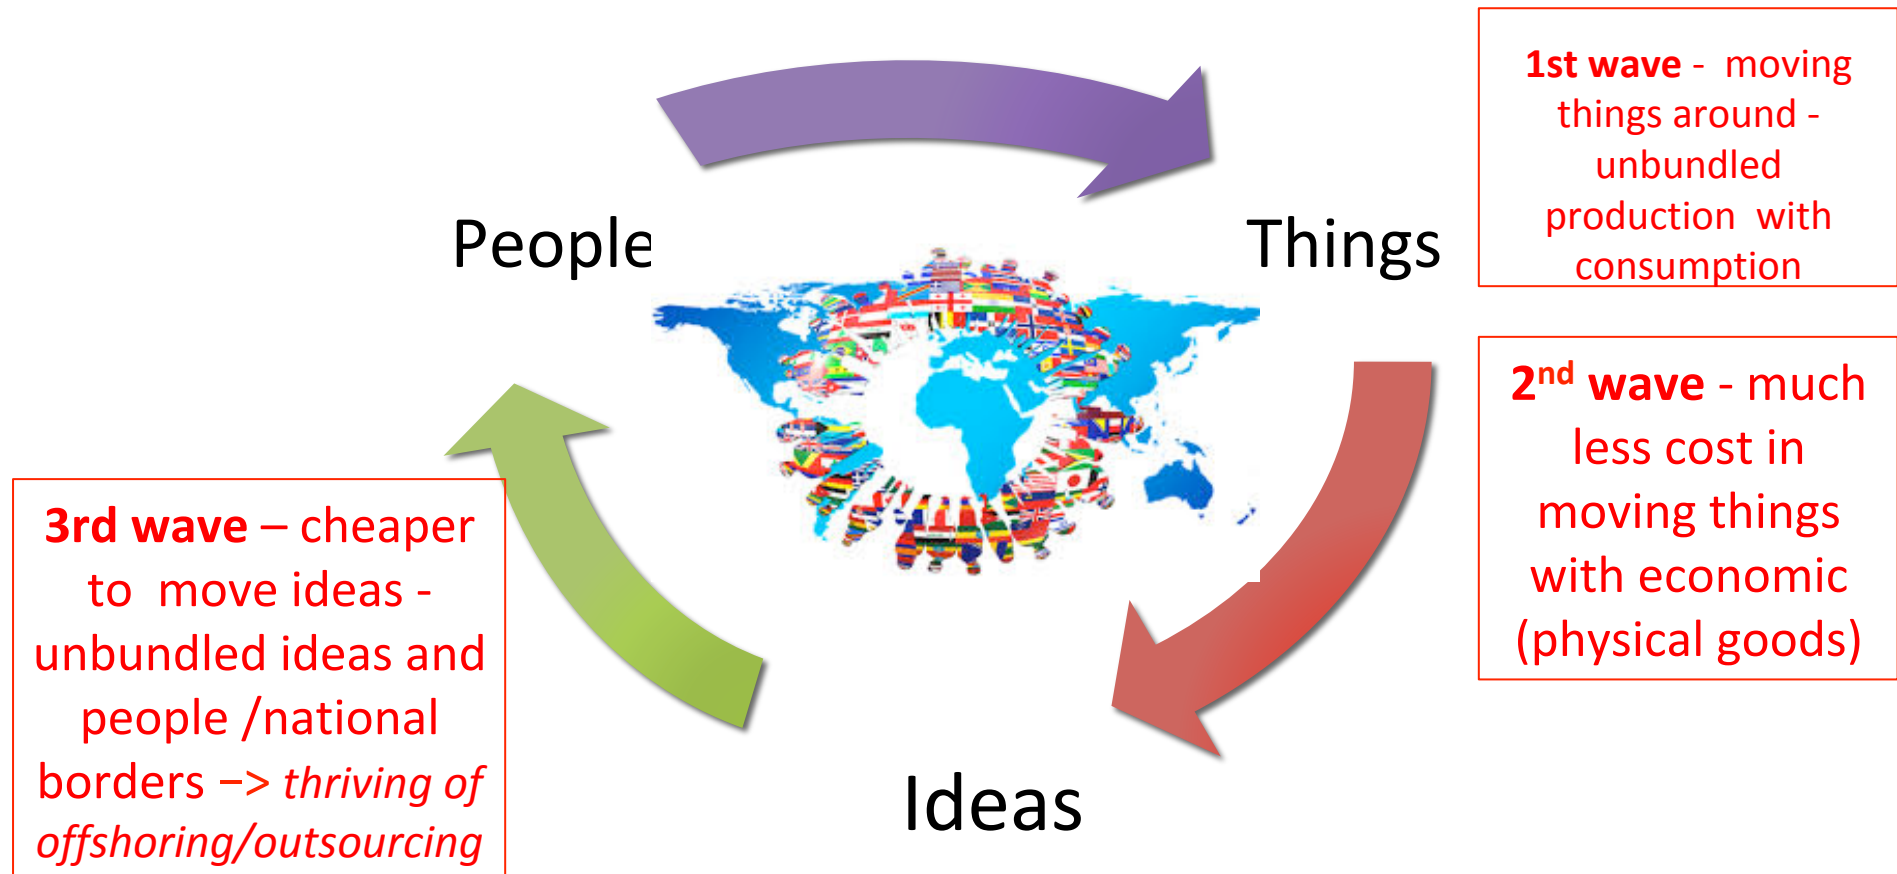 People
Things
Ideas
1st wave - moving
things around -
unbundled
production with
consumption
2nd wave - much
less cost in
moving things
with economic
(physical goods)
3rd wave – cheaper
to move ideas -
unbundled ideas and
people /national
borders –> thriving of
offshoring/outsourcing